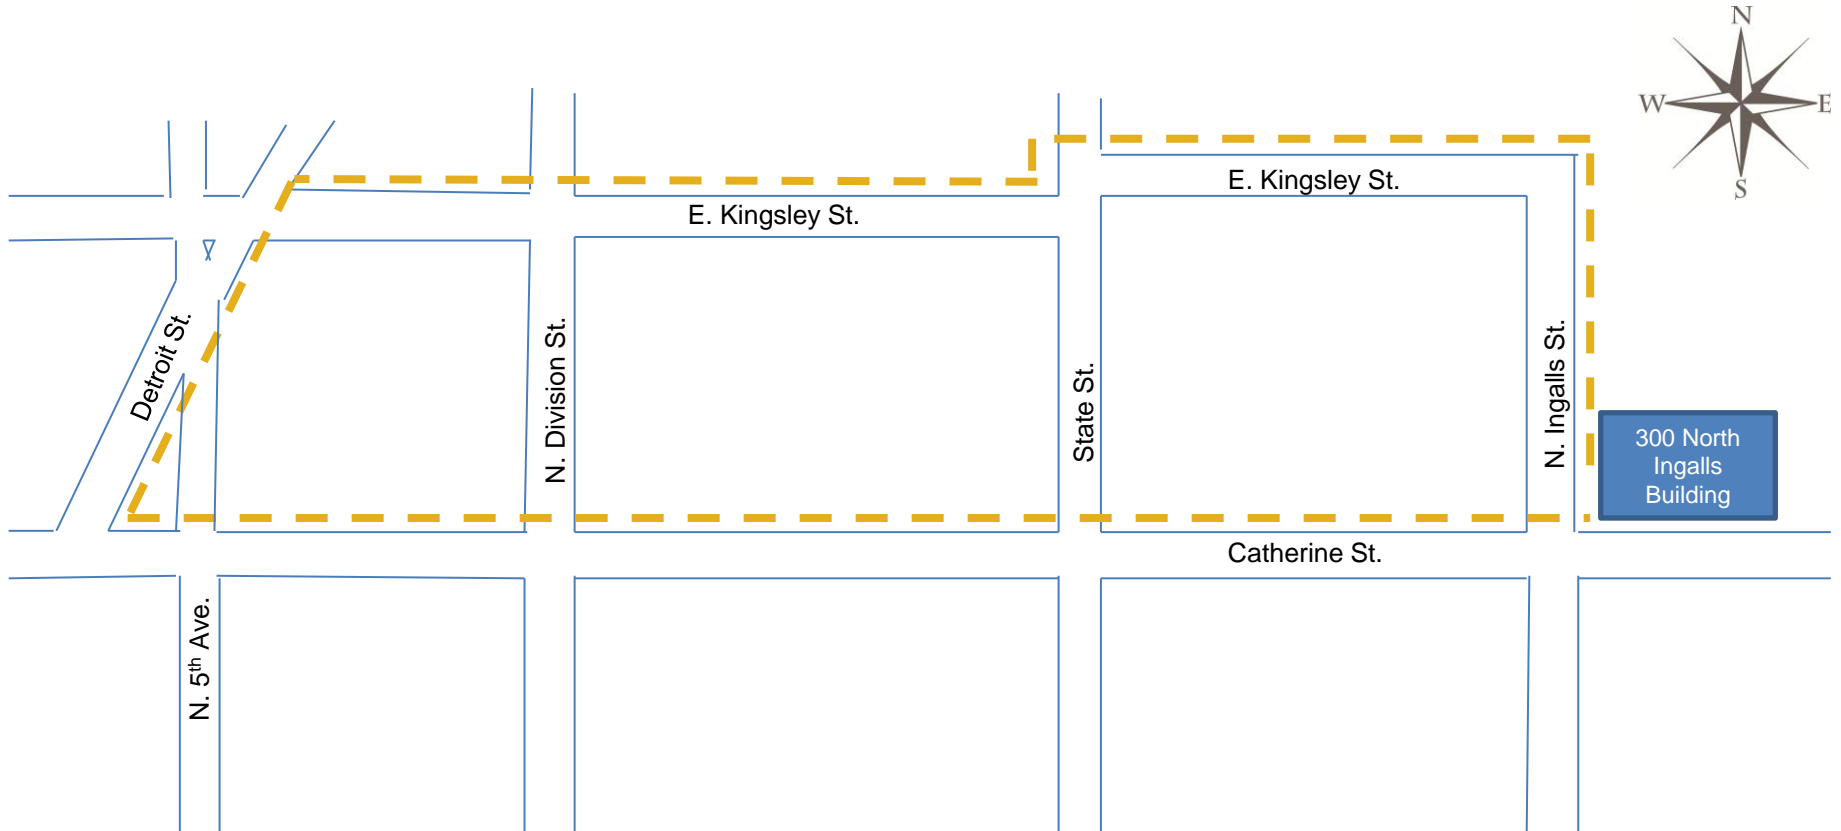 N
W
E
S
E. Kingsley St.
E. Kingsley St.
Detroit St.
N. Division St.
State St.
N. Ingalls St.
300 North
Ingalls
Building
Catherine St.
N. 5th Ave.